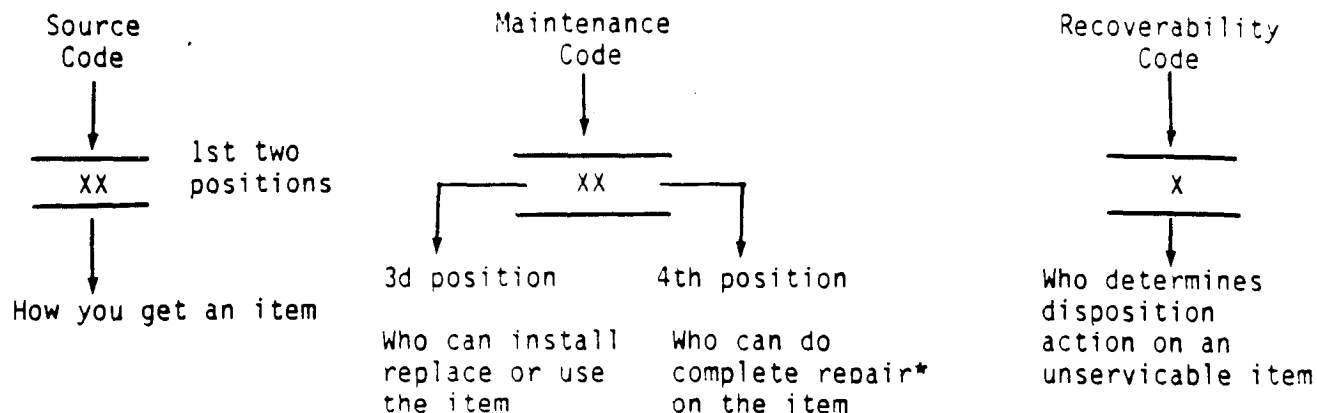 Source
Code
1st two
positions
XX
How you get an item
Maintenance
Code
XX
3d position
Who can install
replace or use
the item
4th position
Who can do
complete repair*
on the item
Recoverability
Code
X
Who determines
disposition
action on an
unservicable item